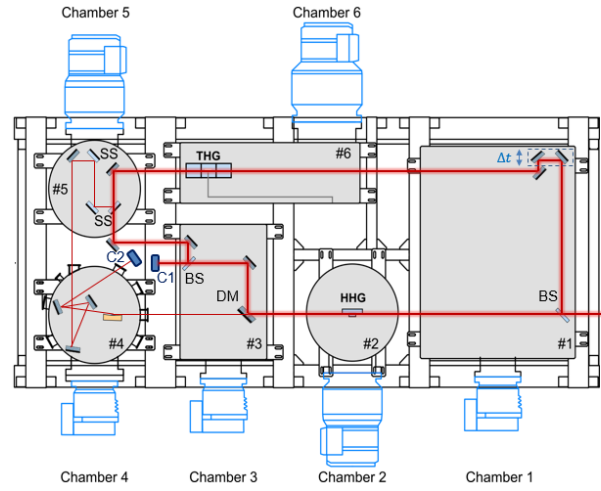 Chamber 5
Chamber 6
SS
THG
#6
Δt
#5
SS
C2
C1
BS
DM
HHG
BS
#4
#3
#2
#1
Chamber 4
Chamber 3
Chamber 2
Chamber 1